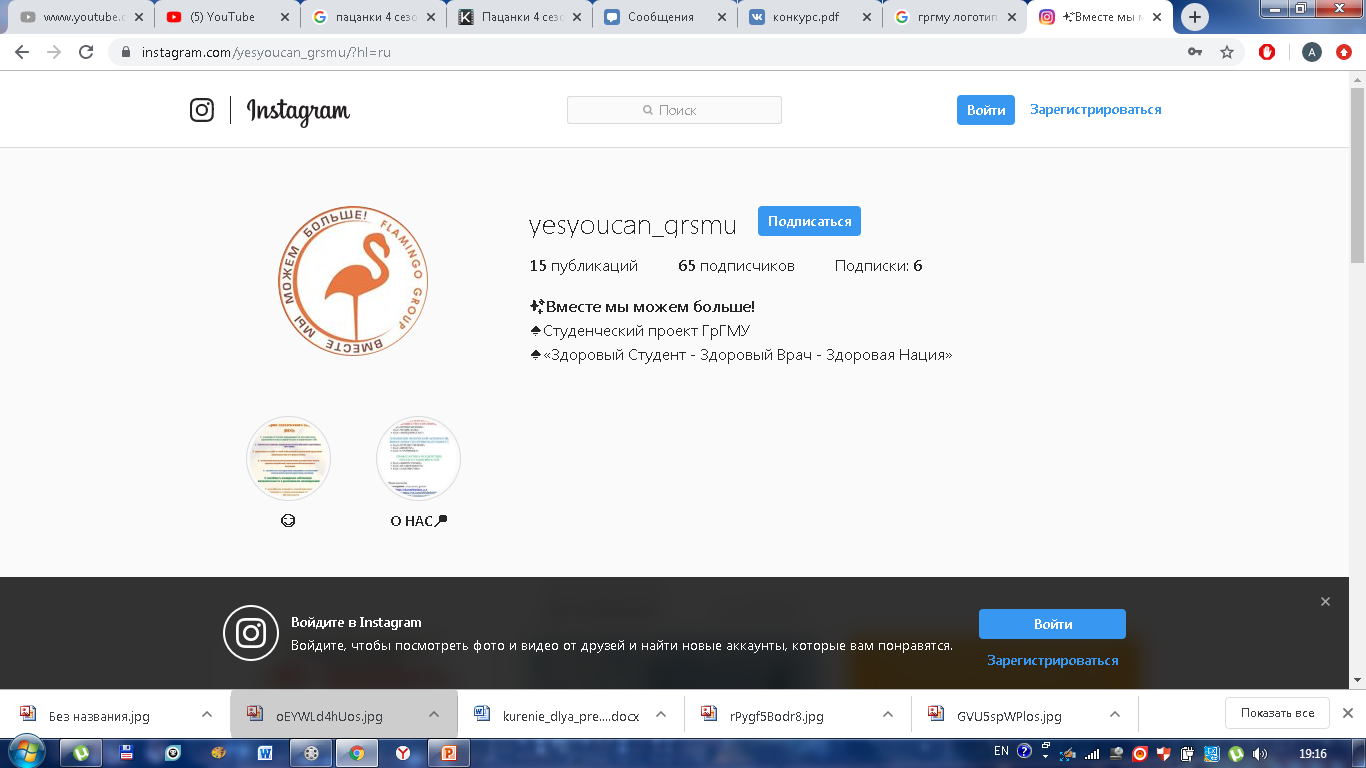 www.youtube.c
(7) YouTube
пацанки 4 сезо
Пацанки 4 сезо
Сообщения
конкурс.pdf
гргму логотип
Вместе мы м
instagram.com/yesyoucan_grsmu/?hl=ru
A
Instagram
Поиск
Войти
Зарегистрироваться
ВМЕСТЕ МЫ МОЖЕМ БОЛЬШЕ!
FLAMINGO GROUP
yesyoucan_grsmu
Подписаться
15 публикаций
65 подписчиков
Подписки: 6
Вместе мы можем больше!
Студенческий проект ГрГМУ
«Здоровый Студент - Здоровый Врач - Здоровая Нация»
О НАС
Войдите в Instagram
Войдите, чтобы посмотреть фото и видео от друзей и найти новые аккаунты, которые вам понравятся.
Войти
Зарегистрироваться
Без названия.jpg
oEYWLd4hUos.jpg
kurenie_dlya_pre....docx
rPygf5Bodr8.jpg
GVU5spWPlos.jpg
Показать все
EN
19:16